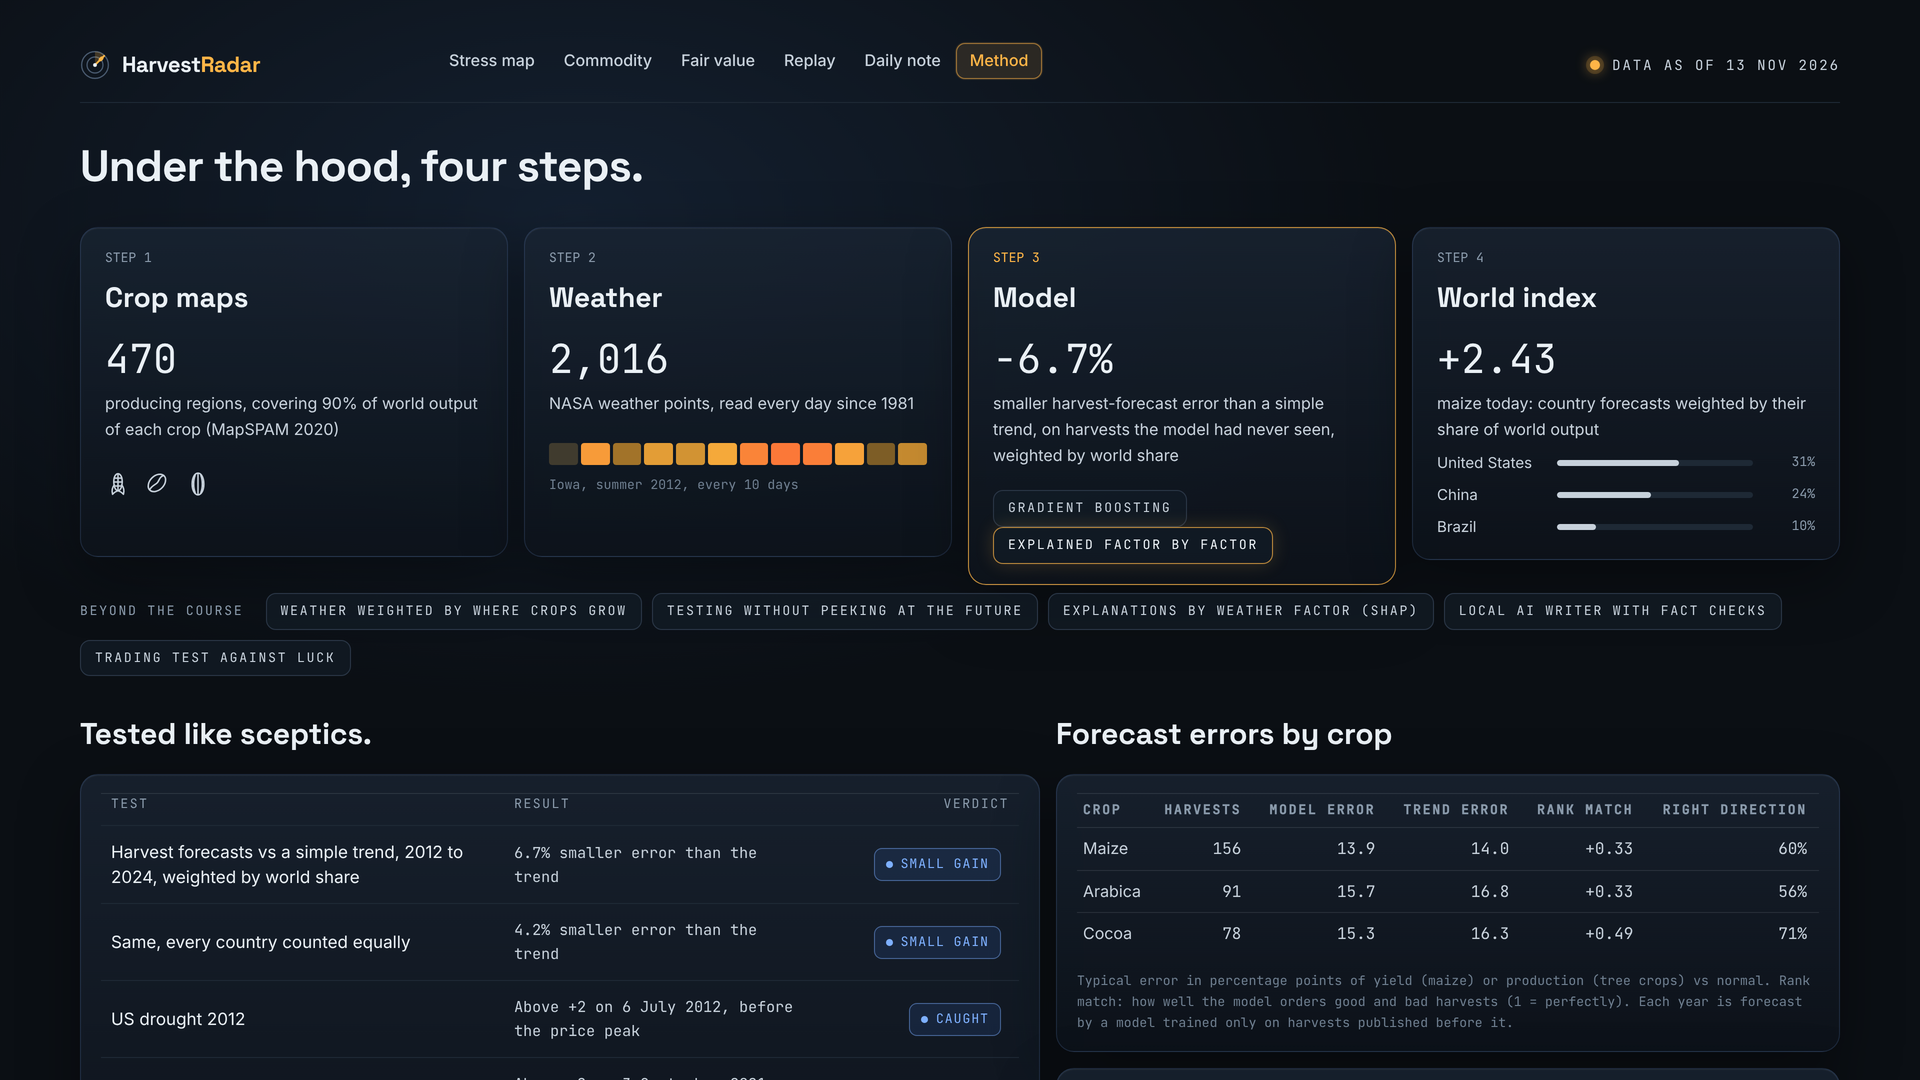 HarvestRadar
Stress map
Commodity
Fair value
Replay
Daily note
Method
DATA AS OF 13 NOV 2026
Under the hood, four steps.
STEP 1
Crop maps
470
producing regions, covering 90% of world output
of each crop (MapSPAM 2020)
STEP 2
Weather
2,016
NASA weather points, read every day since 1981
Iowa, summer 2012, every 10 days
STEP 3
Model
-6.7%
smaller harvest-forecast error than a simple
trend, on harvests the model had never seen,
weighted by world share
GRADIENT BOOSTING
EXPLAINED FACTOR BY FACTOR
STEP 4
World index
+2.43
maize today: country forecasts weighted by their
share of world output
United States 31%
China 24%
Brazil 10%
BEYOND THE COURSE
WEATHER WEIGHTED BY WHERE CROPS GROW
TESTING WITHOUT PEEKING AT THE FUTURE
EXPLANATIONS BY WEATHER FACTOR (SHAP)
LOCAL AI WRITER WITH FACT CHECKS
TRADING TEST AGAINST LUCK
Tested like sceptics.
TEST RESULT VERDICT
Harvest forecasts vs a simple trend, 2012 to
2024, weighted by world share
6.7% smaller error than the
trend
SMALL GAIN
Same, every country counted equally
4.2% smaller error than the
trend
SMALL GAIN
US drought 2012
Above +2 on 6 July 2012, before
the price peak
CAUGHT
Forecast errors by crop
CROP HARVESTS MODEL ERROR TREND ERROR RANK MATCH RIGHT DIRECTION
Maize 156 13.9 14.0 +0.33 60%
Arabica 91 15.7 16.8 +0.33 56%
Cocoa 78 15.3 16.3 +0.49 71%
Typical error in percentage points of yield (maize) or production (tree crops) vs normal. Rank
match: how well the model orders good and bad harvests (1 = perfectly). Each year is forecast
by a model trained only on harvests published before it.